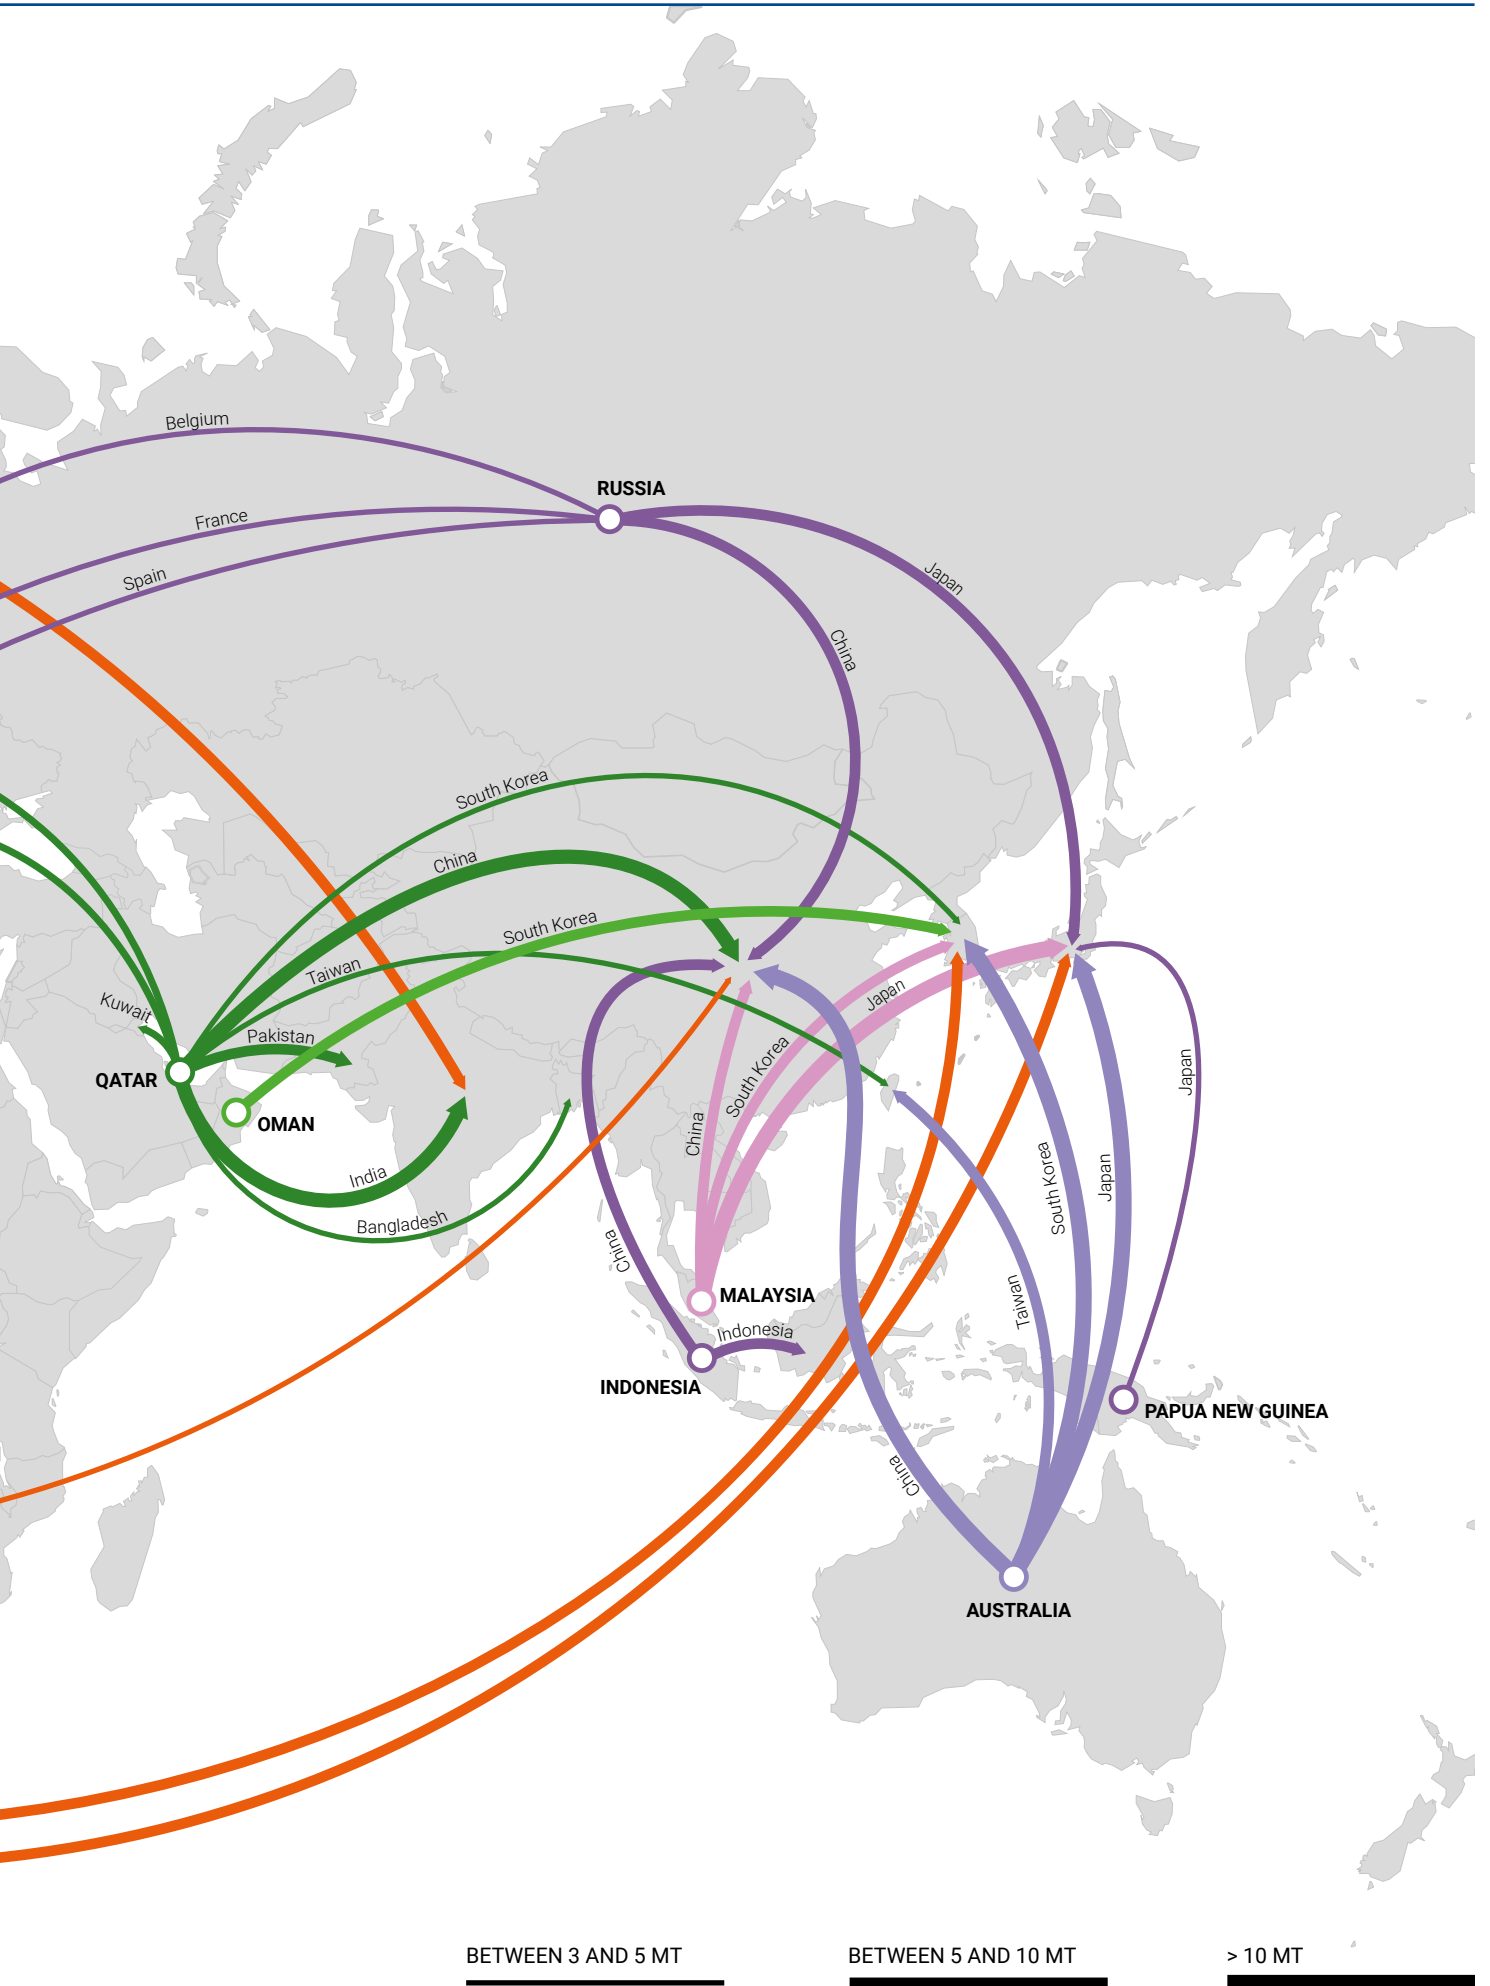 Belgium
RUSSIA
France
Spain
Japan
China
South Korea
China
South Korea
Taiwan
Kuwait
Pakistan
QATAR
OMAN
India
Bangladesh
Japan
South Korea
China
Japan
South Korea
Japan
China
Taiwan
MALAYSIA
Indonesia
INDONESIA
PAPUA NEW GUINEA
China
AUSTRALIA
BETWEEN 3 AND 5 MT
BETWEEN 5 AND 10 MT
> 10 MT